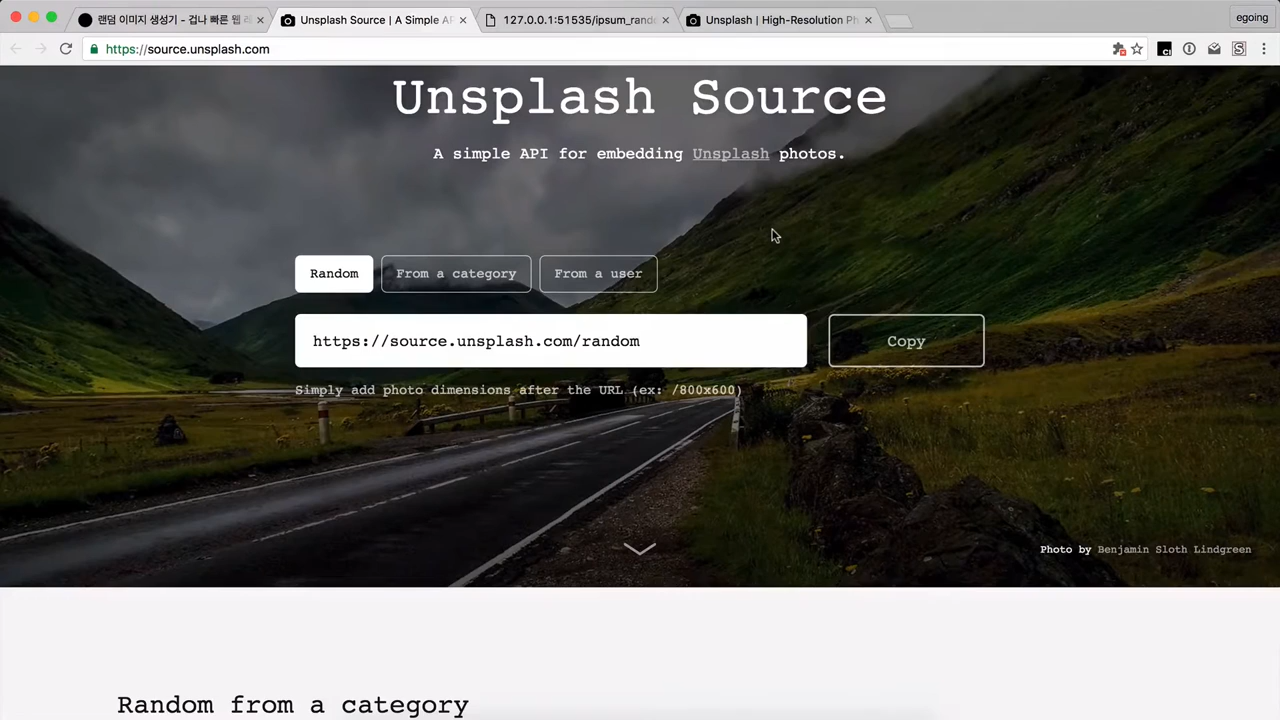 랜덤 이미지 생성기 - 겁나 빠른 웹 레
Unsplash Source | A Simple AP
127.0.0.1:51535/ipsum_rando
Unsplash | High-Resolution Ph
egoing
https://source.unsplash.com
Unsplash Source
A simple API for embedding Unsplash photos.
Random
From a category
From a user
https://source.unsplash.com/random
Copy
Simply add photo dimensions after the URL (ex: /800x600)
Photo by Benjamin Sloth Lindgreen
Random from a category